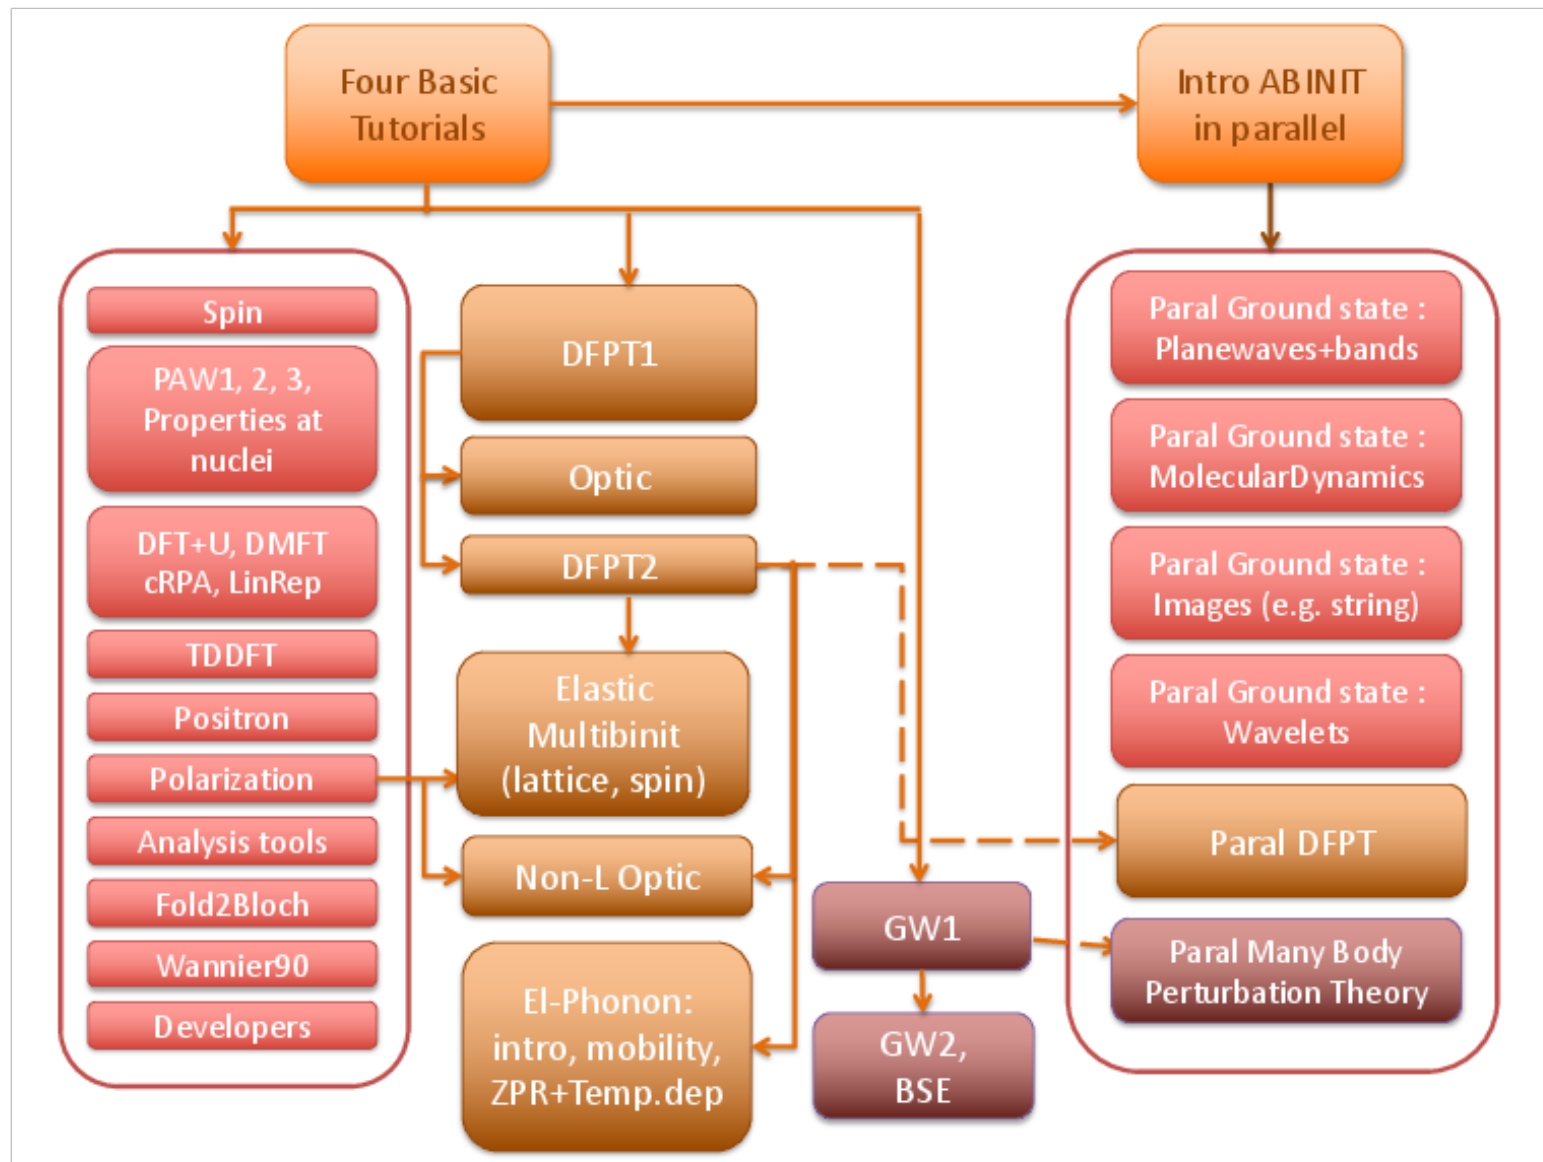 Four Basic
Tutorials
Intro ABINIT
in parallel
Spin
PAW1, 2, 3,
Properties at
nuclei
DFT+U, DMFT
cRPA, LinRep
TDDFT
Positron
Polarization
Analysis tools
Fold2Bloch
Wannier90
Developers
DFPT1
Optic
DFPT2
Elastic
Multibinit
(lattice, spin)
Non-L Optic
El-Phonon:
intro, mobility,
ZPR+Temp.dep
GW1
GW2,
BSE
Paral Ground state :
Planewaves+bands
Paral Ground state :
MolecularDynamics
Paral Ground state :
Images (e.g. string)
Paral Ground state :
Wavelets
Paral DFPT
Paral Many Body
Perturbation Theory